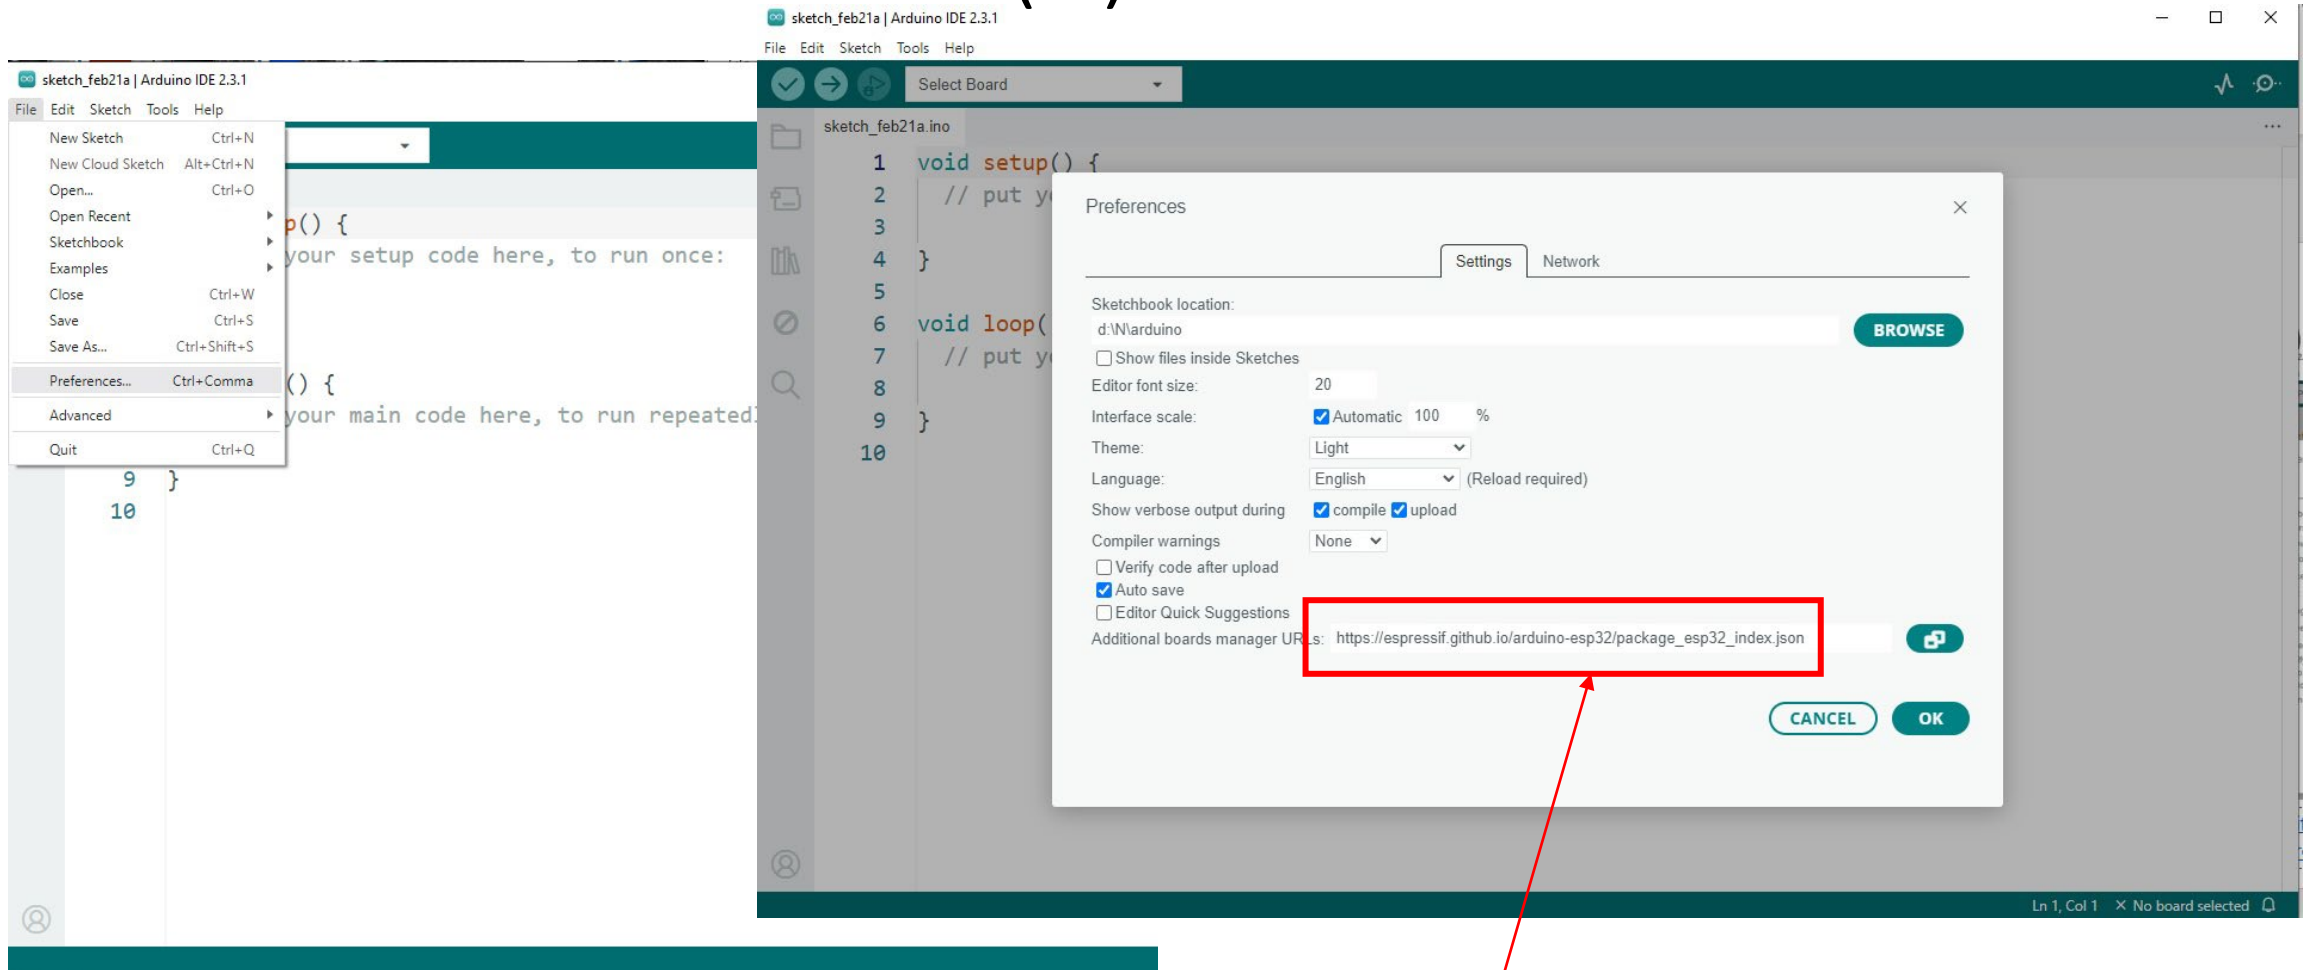 sketch_feb21a | Arduino IDE 2.3.1
File Edit Sketch Tools Help
New Sketch Ctrl+N
New Cloud Sketch Alt+Ctrl+N
Open... Ctrl+O
Open Recent
Sketchbook
Examples
Close Ctrl+W
Save Ctrl+S
Save As... Ctrl+Shift+S
Preferences... Ctrl+Comma
Advanced
Quit Ctrl+Q
p() {
your setup code here, to run once:
() {
your main code here, to run repeated
9 }
10
sketch_feb21a | Arduino IDE 2.3.1
File Edit Sketch Tools Help
Select Board
sketch_feb21a.ino
1 void setup() {
2 // put y
3
4 }
5
6 void loop(
7 // put y
8
9 }
10
Preferences
Settings Network
Sketchbook location:
d:\N\arduino
BROWSE
Show files inside Sketches
Editor font size: 20
Interface scale: Automatic 100 %
Theme: Light
Language: English (Reload required)
Show verbose output during compile upload
Compiler warnings None
Verify code after upload
Auto save
Editor Quick Suggestions
Additional boards manager URLs: https://espressif.github.io/arduino-esp32/package_esp32_index.json
CANCEL OK
Ln 1, Col 1 × No board selected